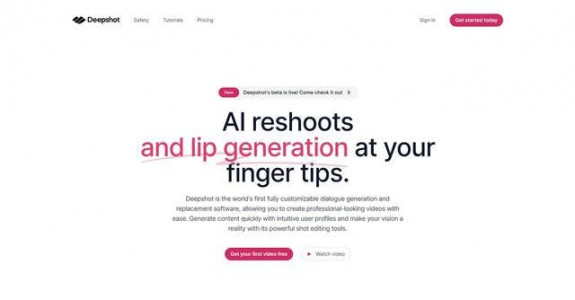 Deepshot Safety Tutorials Pricing Sign in Get started today
New Deepshot's beta is live! Come check it out
AI reshoots
and lip generation at your
finger tips.
Deepshot is the world's first fully customizable dialogue generation and
replacement software, allowing you to create professional-looking videos with
ease. Generate content quickly with intuitive user profiles and make your vision a
reality with its powerful shot editing tools.
Get your first video free Watch video